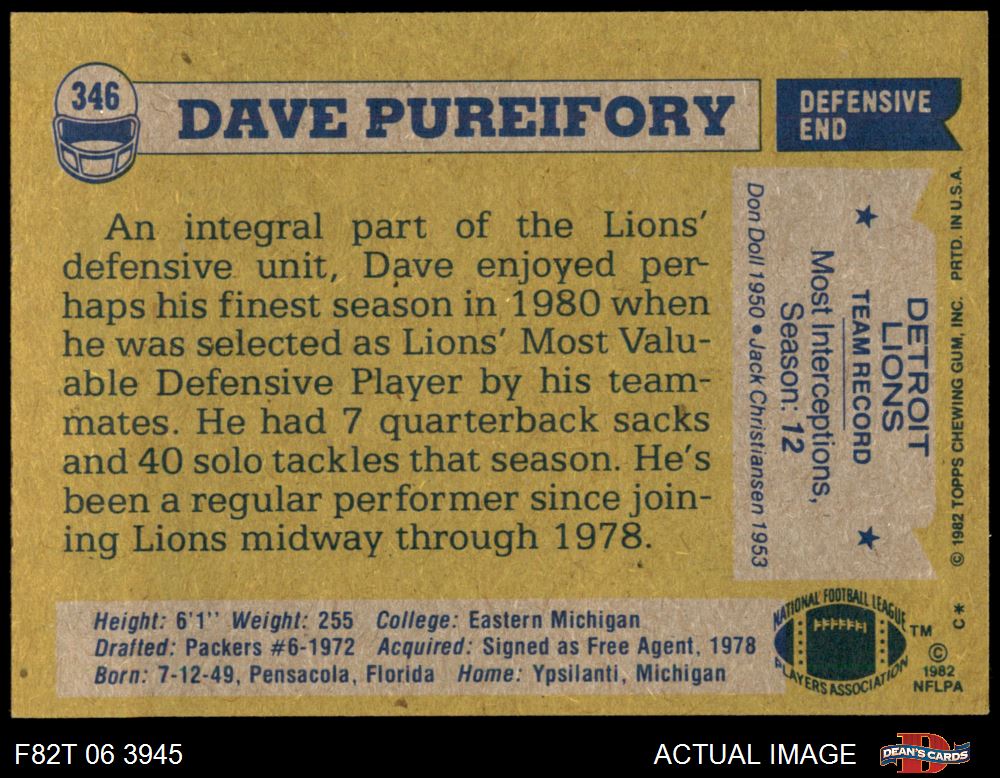 346
DAVE PUREIFORY
DEFENSIVE
END
An integral part of the Lions'
defensive unit, Dave enjoyed per-
haps his finest season in 1980 when
he was selected as Lions' Most Valu-
able Defensive Player by his team-
mates. He had 7 quarterback sacks
and 40 solo tackles that season. He's
been a regular performer since join-
ing Lions midway through 1978.
DETROIT
LIONS
TEAM RECORD
Most Interceptions,
Season: 12
Don Doll 1950 • Jack Christiansen 1953
© 1982 TOPPS CHEWING GUM, INC. PRTD. IN U.S.A.
Height: 6'1'' Weight: 255 College: Eastern Michigan
Drafted: Packers #6-1972 Acquired: Signed as Free Agent, 1978
Born: 7-12-49, Pensacola, Florida Home: Ypsilanti, Michigan
NATIONAL FOOTBALL LEAGUE
PLAYERS ASSOCIATION
TM
C *
©
1982
NFLPA
F82T 06 3945
ACTUAL IMAGE
DEAN'S CARDS